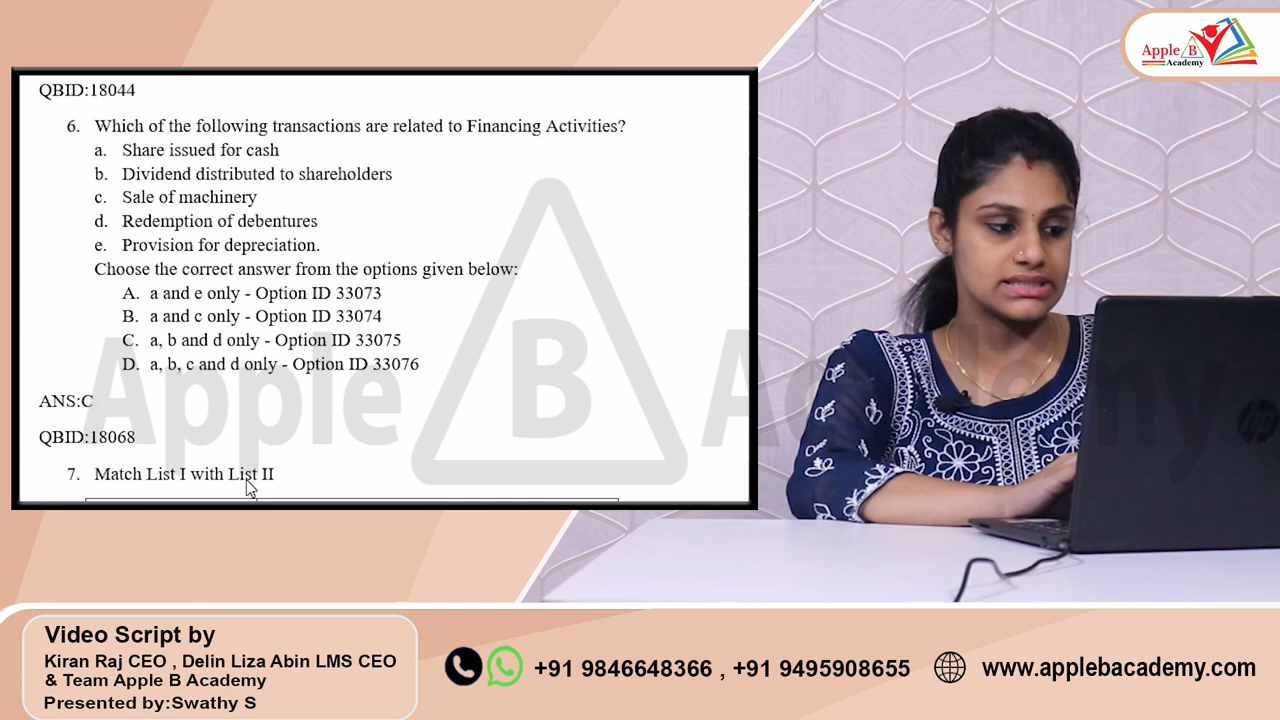 Apple B
Academy
QBID:18044
6. Which of the following transactions are related to Financing Activities?
a. Share issued for cash
b. Dividend distributed to shareholders
c. Sale of machinery
d. Redemption of debentures
e. Provision for depreciation.
Choose the correct answer from the options given below:
A. a and e only - Option ID 33073
B. a and c only - Option ID 33074
C. a, b and d only - Option ID 33075
D. a, b, c and d only - Option ID 33076
ANS:C
QBID:18068
7. Match List I with List II
Apple B Academy
hp
Video Script by
Kiran Raj CEO , Delin Liza Abin LMS CEO
& Team Apple B Academy
Presented by:Swathy S
+91 9846648366 , +91 9495908655
www.applebacademy.com